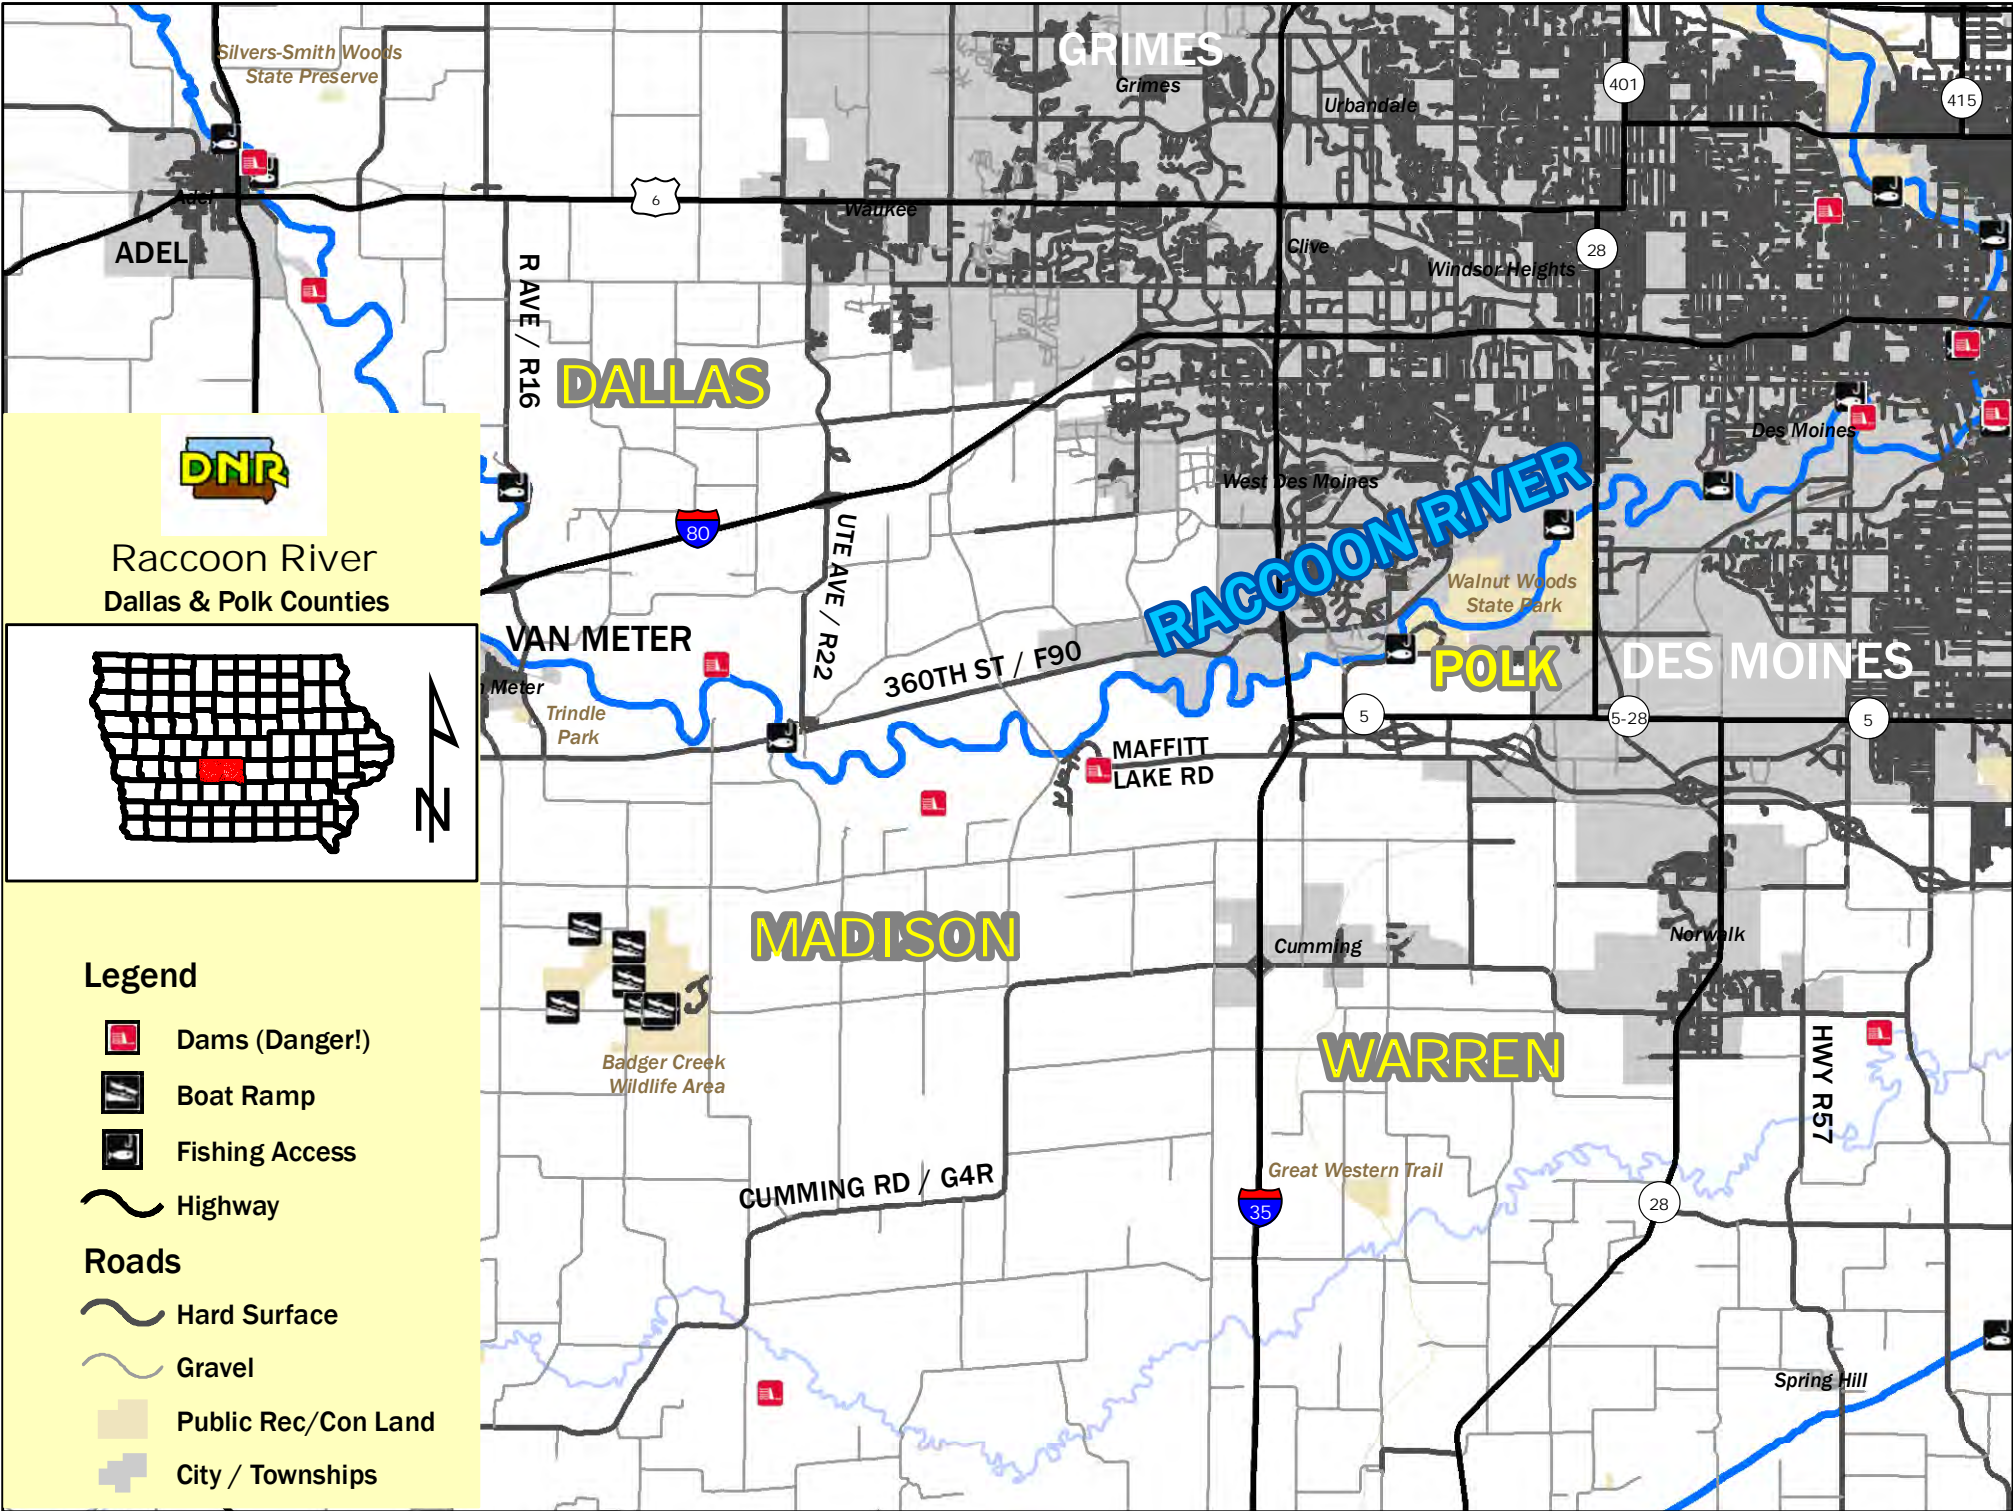 Silvers-Smith Woods
State Preserve
GRIMES
Grimes
Urbandale
401
415
Adel
6
Waukee
ADEL
Clive
28
Windsor Heights
R AVE / R16
DALLAS
Des Moines
West Des Moines
DNR
80
UTE AVE / R22
RACCOON RIVER
Raccoon River
Dallas & Polk Counties
Walnut Woods
State Park
VAN METER
360TH ST / F90
POLK
DES MOINES
Meter
Trindle
Park
5
5-28
5
MAFFITT
LAKE RD
N
MADISON
Cumming
Norwalk
Legend
Dams (Danger!)
Boat Ramp
Fishing Access
Highway
Roads
Hard Surface
Gravel
Public Rec/Con Land
City / Townships
Badger Creek
Wildlife Area
WARREN
HWY R57
CUMMING RD / G4R
Great Western Trail
35
28
Spring Hill